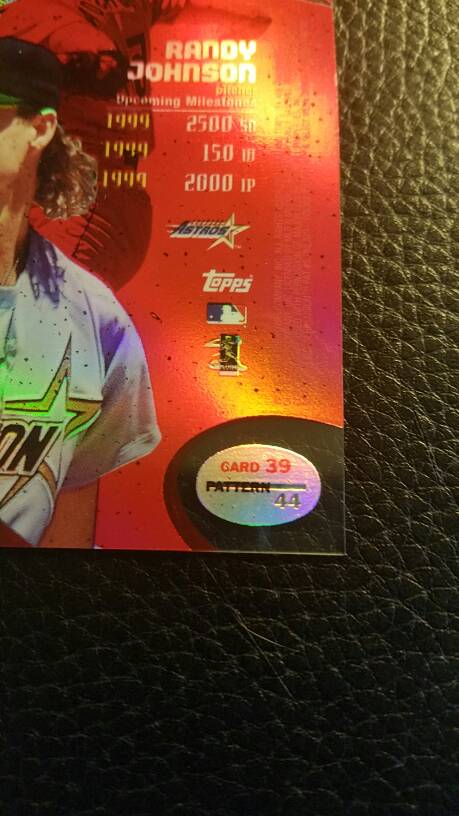 RANDY
JOHNSON
pitcher
Upcoming Milestones
1999 2500 SO
1999 150 W
1999 2000 IP
ASTROS
topps
CARD 39
PATTERN
44
ON